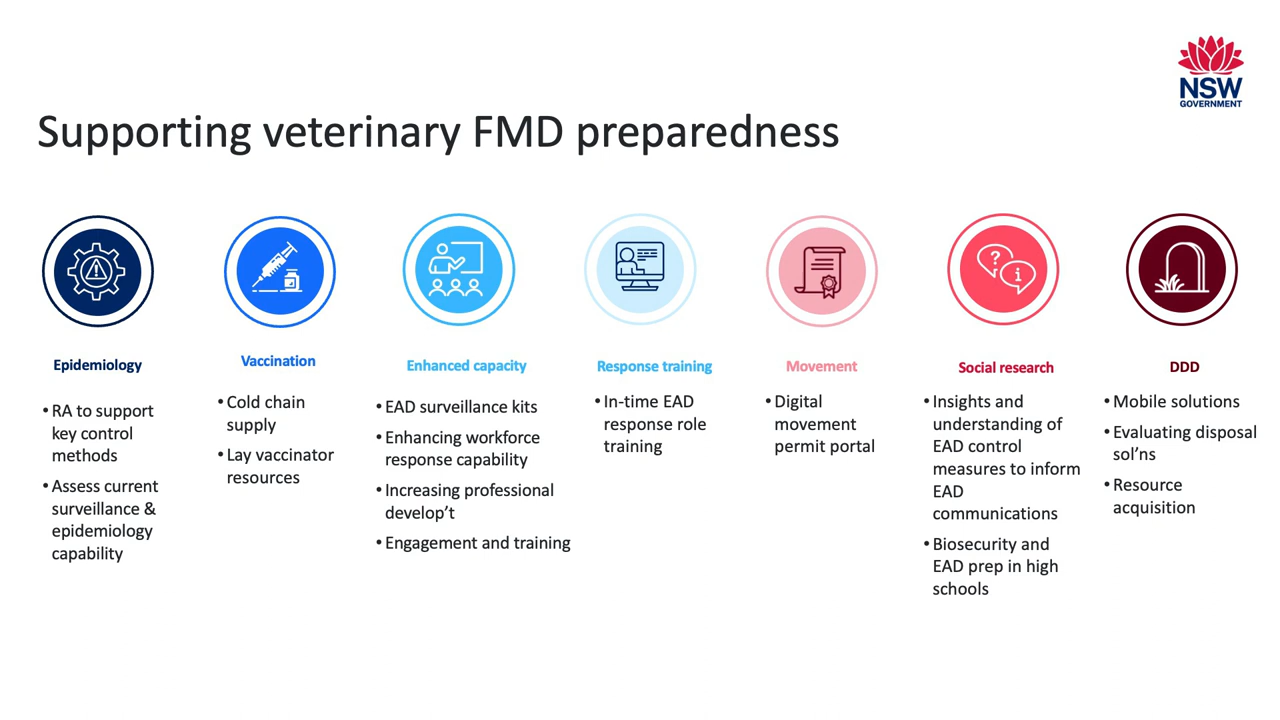 NSW
GOVERNMENT
Supporting veterinary FMD preparedness
Epidemiology
• RA to support
key control
methods
• Assess current
surveillance &
epidemiology
capability
Vaccination
• Cold chain
supply
• Lay vaccinator
resources
Enhanced capacity
• EAD surveillance kits
• Enhancing workforce
response capability
• Increasing professional
develop't
• Engagement and training
Response training
• In-time EAD
response role
training
Movement
• Digital
movement
permit portal
Social research
• Insights and
understanding of
EAD control
measures to inform
EAD
communications
• Biosecurity and
EAD prep in high
schools
DDD
• Mobile solutions
• Evaluating disposal
sol'ns
• Resource
acquisition